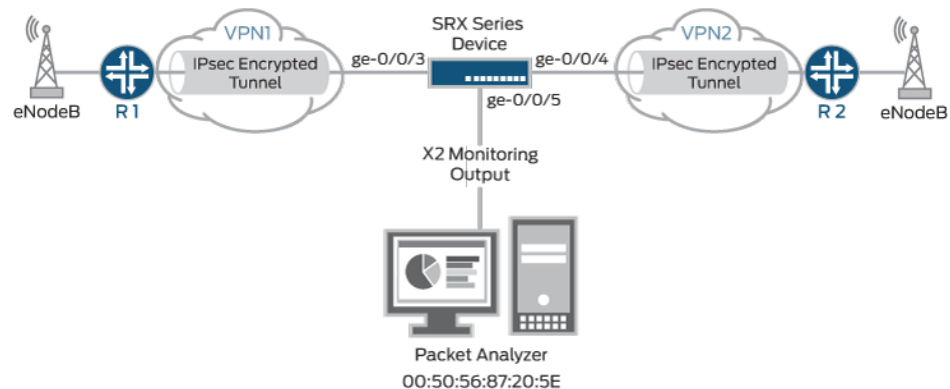 SRX Series
Device
VPN1
VPN2
IPsec Encrypted
Tunnel
ge-0/0/3
ge-0/0/4
IPsec Encrypted
Tunnel
ge-0/0/5
eNodeB
R 1
R 2
eNodeB
X2 Monitoring
Output
Packet Analyzer
00:50:56:87:20:5E